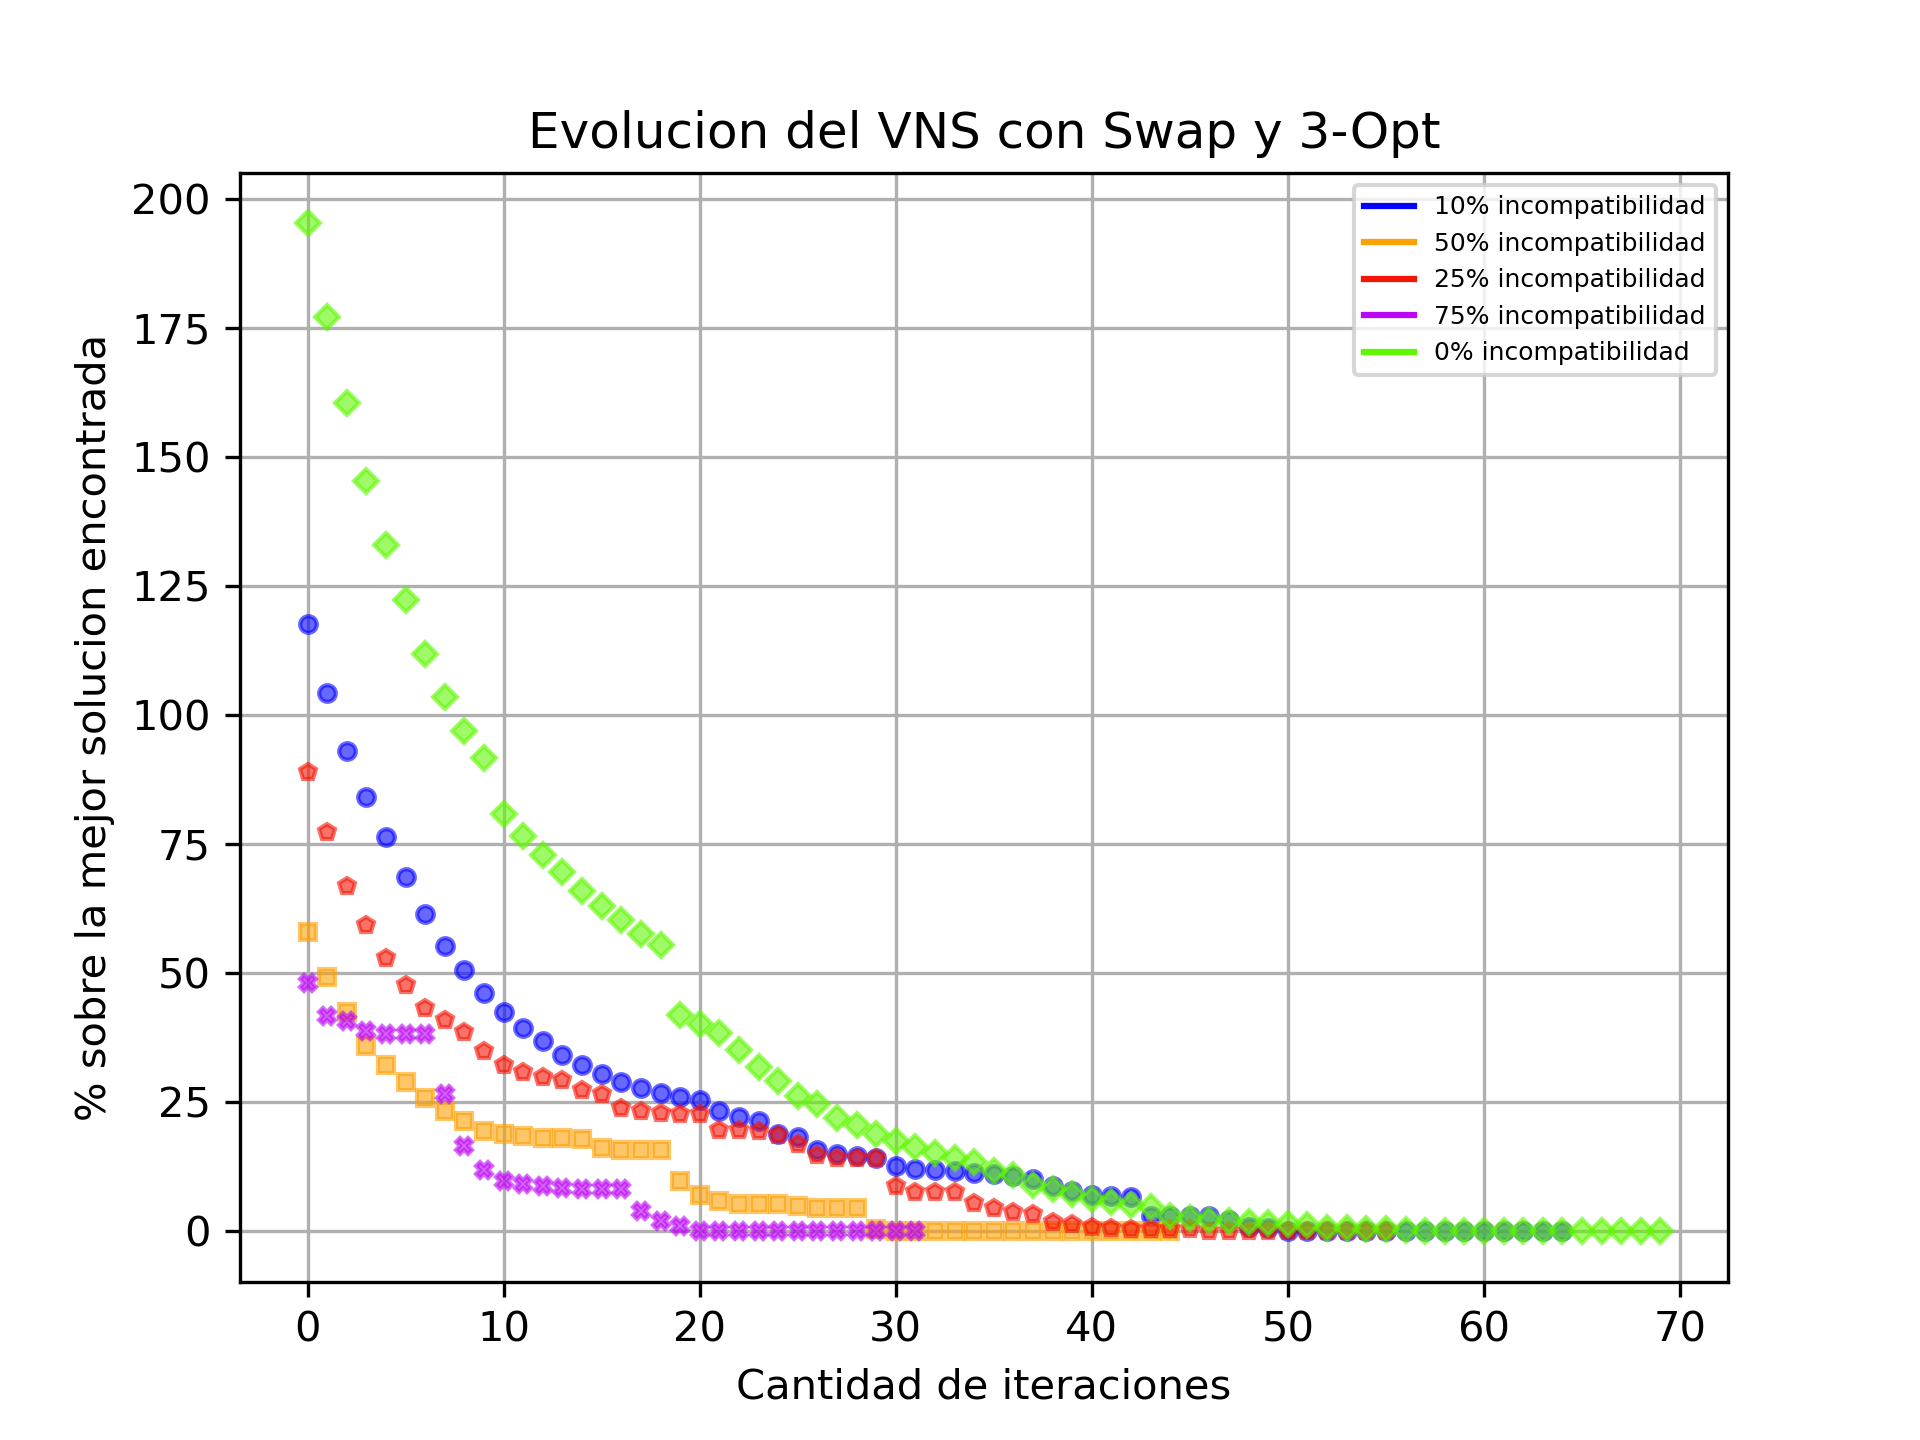 Evolucion del VNS con Swap y 3-Opt
% sobre la mejor solucion encontrada
200
175
150
125
100
75
50
25
0
10% incompatibilidad
50% incompatibilidad
25% incompatibilidad
75% incompatibilidad
0% incompatibilidad
0 10 20 30 40 50 60 70
Cantidad de iteraciones